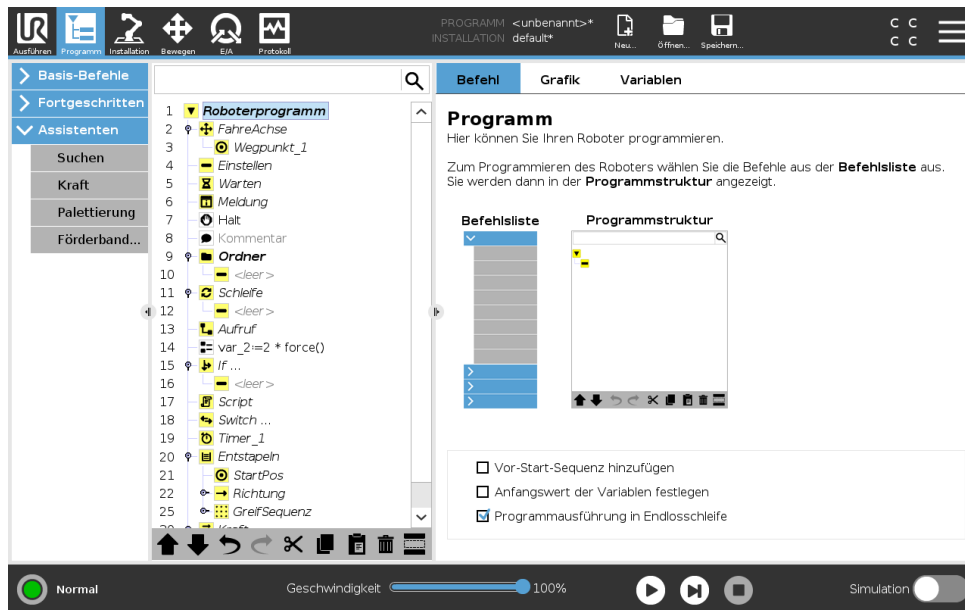 PROGRAMM <unbenannt>*
INSTALLATION default*
Ausführen Programm Installation Bewegen E/A Protokoll
Neu... Öffnen... Speichern...
C C
C C
Basis-Befehle
Fortgeschritten
Assistenten
Suchen
Kraft
Palettierung
Förderband...
1 Roboterprogramm
2 FahreAchse
3 Wegpunkt_1
4 Einstellen
5 Warten
6 Meldung
7 Halt
8 Kommentar
9 Ordner
10 <leer>
11 Schleife
12 <leer>
13 Aufruf
14 var_2:=2 * force()
15 If ...
16 <leer>
17 Script
18 Switch ...
19 Timer_1
20 Entstapeln
21 StartPos
22 Richtung
25 GreifSequenz
Befehl Grafik Variablen
Programm
Hier können Sie Ihren Roboter programmieren.
Zum Programmieren des Roboters wählen Sie die Befehle aus der Befehlsliste aus.
Sie werden dann in der Programmstruktur angezeigt.
Befehlsliste Programmstruktur
Vor-Start-Sequenz hinzufügen
Anfangswert der Variablen festlegen
Programmausführung in Endlosschleife
Normal
Geschwindigkeit 100%
Simulation